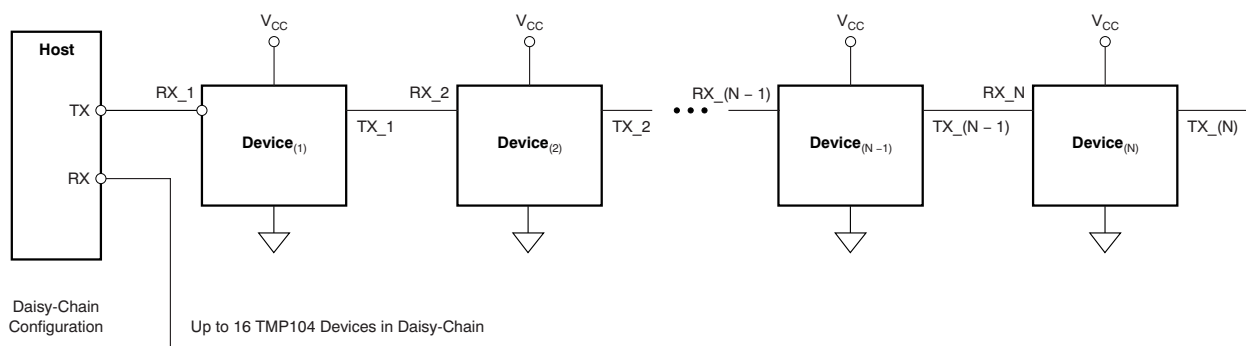 V_CC
V_CC
V_CC
V_CC
Host
TX
RX_1
RX_2
RX_(N − 1)
RX_N
TX_1
TX_2
TX_(N − 1)
TX_(N)
Device(1)
Device(2)
Device(N −1)
Device(N)
RX
Daisy-Chain
Configuration
Up to 16 TMP104 Devices in Daisy-Chain